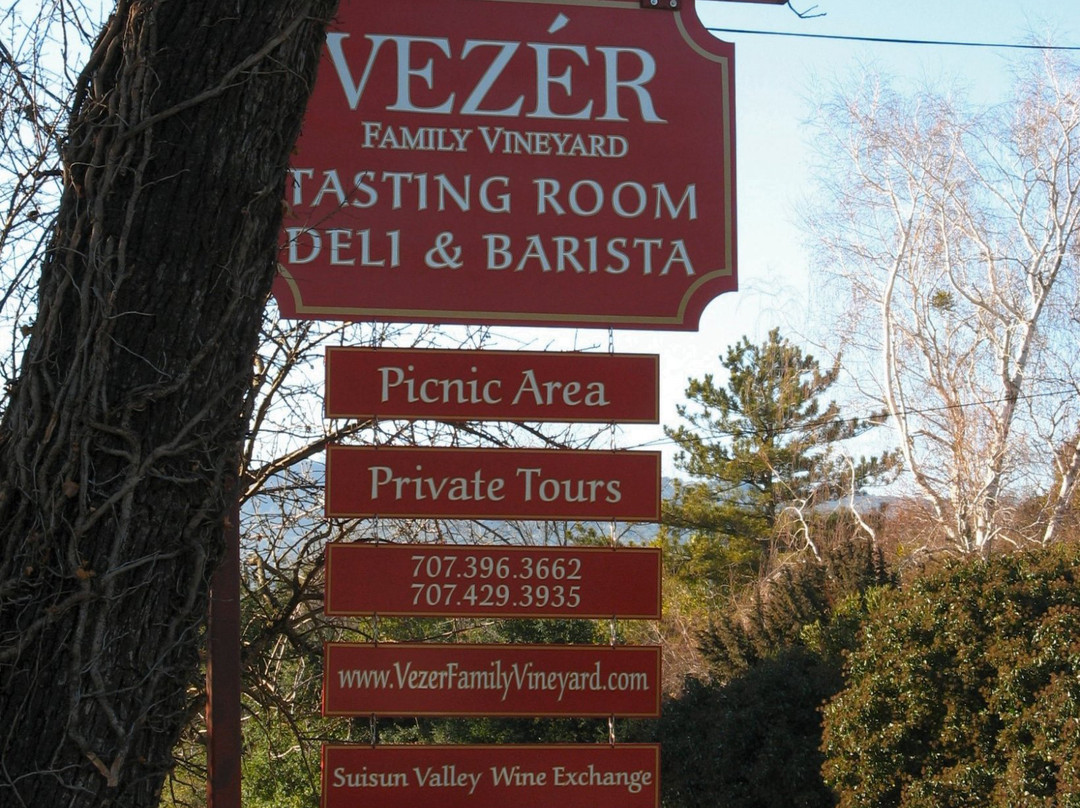 VEZÉR
FAMILY VINEYARD
TASTING ROOM
DELI & BARISTA
Picnic Area
Private Tours
707.396.3662
707.429.3935
www.VezerFamilyVineyard.com
Suisun Valley Wine Exchange